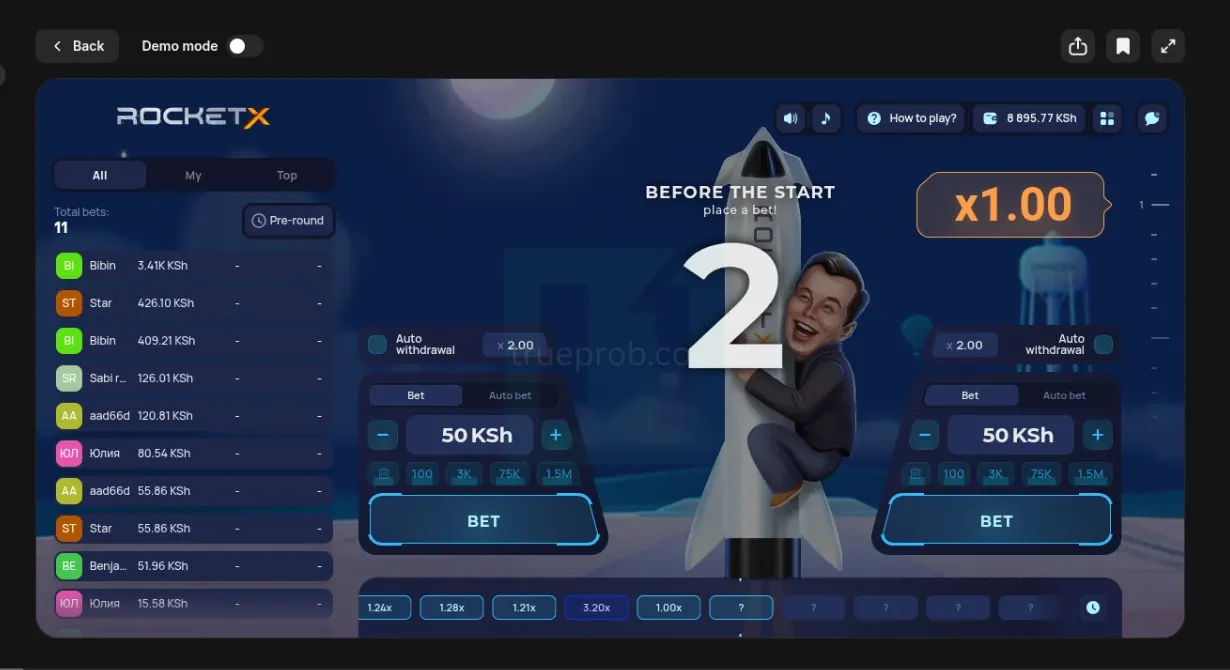 Back
Demo mode
ROCKETX
How to play?
8 895.77 KSh
All
My
Top
Total bets:
11
Pre-round
BI Bibin 3.41K KSh - -
ST Star 426.10 KSh - -
BI Bibin 409.21 KSh - -
SR Sabi r... 126.01 KSh - -
AA aad66d 120.81 KSh - -
ЮЛ Юлия 80.54 KSh - -
AA aad66d 55.86 KSh - -
ST Star 55.86 KSh - -
BE Benja... 51.96 KSh - -
ЮЛ Юлия 15.58 KSh - -
BEFORE THE START
place a bet!
2
x1.00
1
Auto
withdrawal
x 2.00
Bet
Auto bet
50 KSh
100
3K
75K
1.5M
BET
x 2.00
Auto
withdrawal
Bet
Auto bet
50 KSh
100
3K
75K
1.5M
BET
1.24x
1.28x
1.21x
3.20x
1.00x
?
?
?
?
?